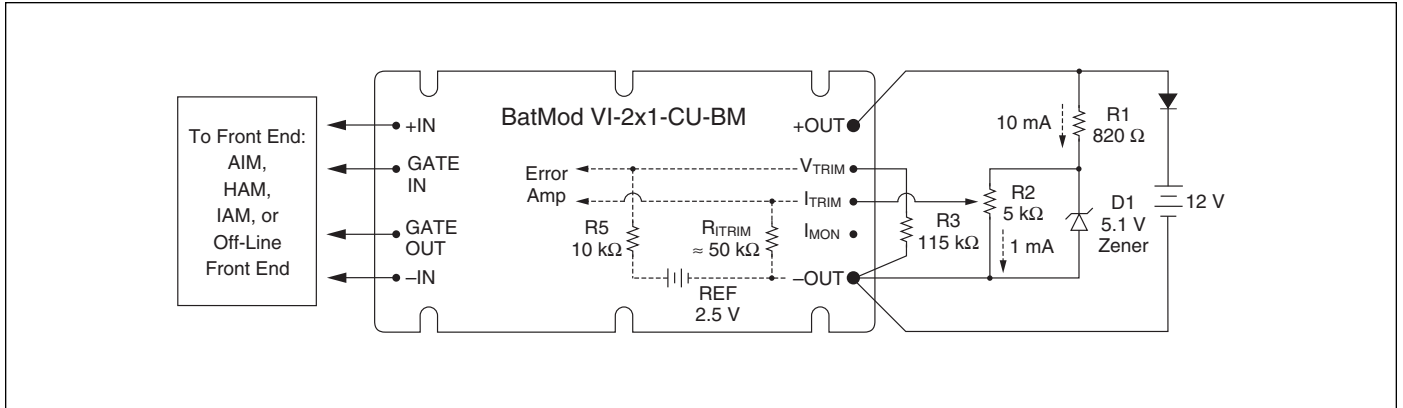 To Front End:
AIM,
HAM,
IAM, or
Off-Line
Front End
BatMod VI-2x1-CU-BM
+IN
GATE
IN
GATE
OUT
–IN
Error
Amp
R5
10 kΩ
RITRIM
≈ 50 kΩ
REF
2.5 V
+OUT
VTRIM
ITRIM
IMON
–OUT
R3
115 kΩ
10 mA
R1
820 Ω
R2
5 kΩ
1 mA
D1
5.1 V
Zener
12 V